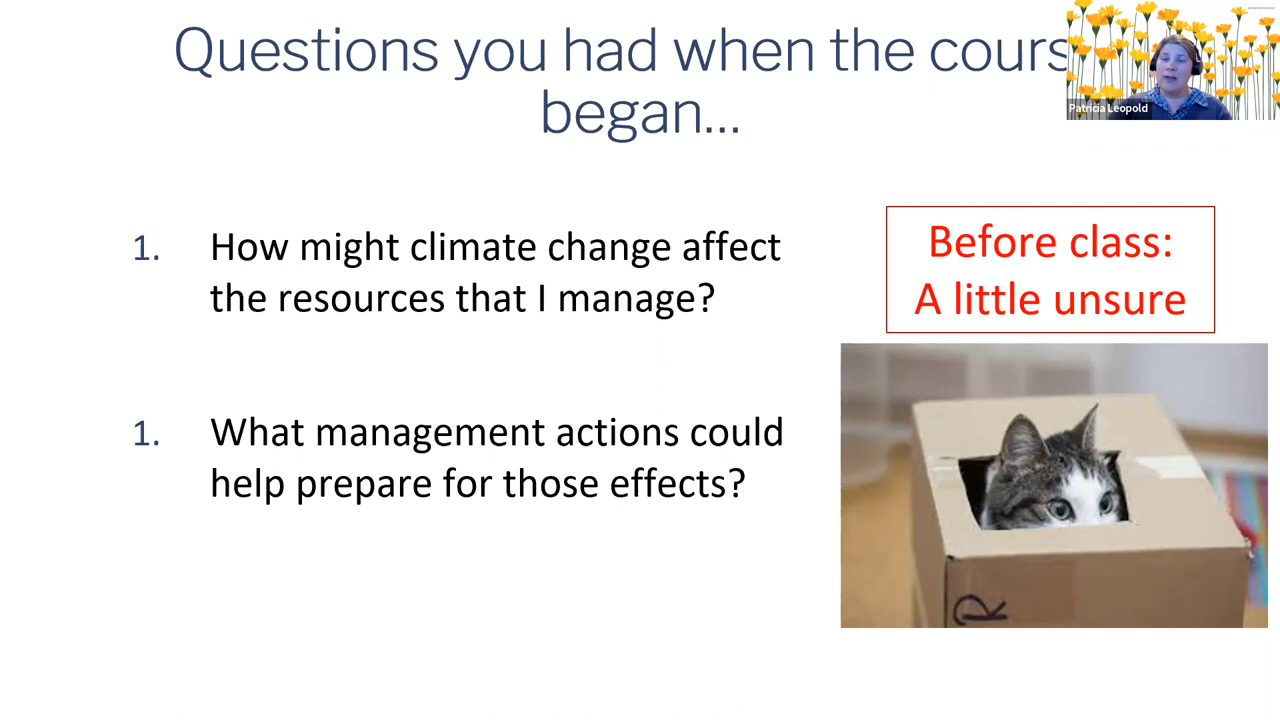 Questions you had when the cours
began...
Patricia Leopold
1. How might climate change affect
the resources that I manage?
1. What management actions could
help prepare for those effects?
Before class:
A little unsure
R